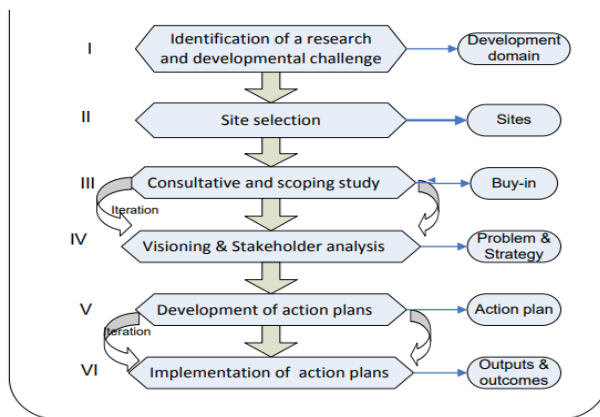 I
Identification of a research
and developmental challenge
Development
domain
II
Site selection
Sites
III
Consultative and scoping study
Buy-in
Iteration
IV
Visioning & Stakeholder analysis
Problem &
Strategy
V
Development of action plans
Action plan
Iteration
VI
Implementation of action plans
Outputs &
outcomes